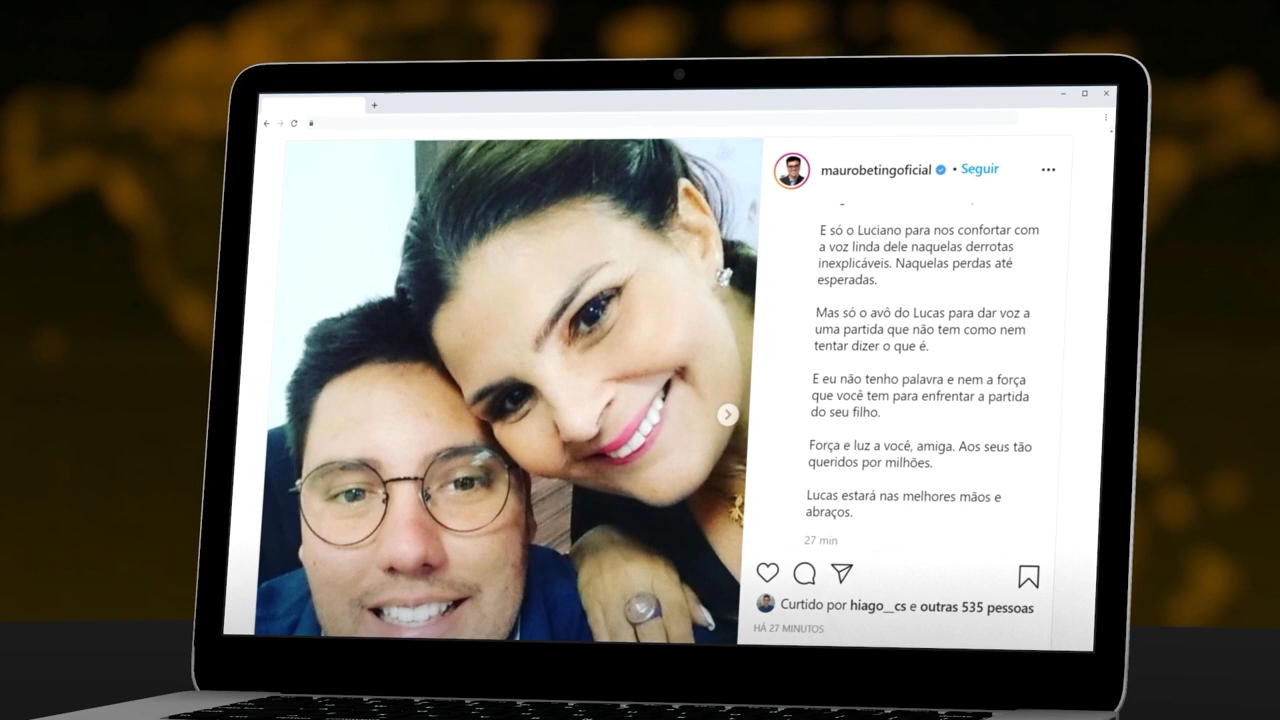 maurobetingoficial • Seguir
E só o Luciano para nos confortar com
a voz linda dele naquelas derrotas
inexplicáveis. Naquelas perdas até
esperadas.
Mas só o avô do Lucas para dar voz a
uma partida que não tem como nem
tentar dizer o que é.
E eu não tenho palavra e nem a força
que você tem para enfrentar a partida
do seu filho.
Força e luz a você, amiga. Aos seus tão
queridos por milhões.
Lucas estará nas melhores mãos e
abraços.
27 min
Curtido por hiago__cs e outras 535 pessoas
HÁ 27 MINUTOS